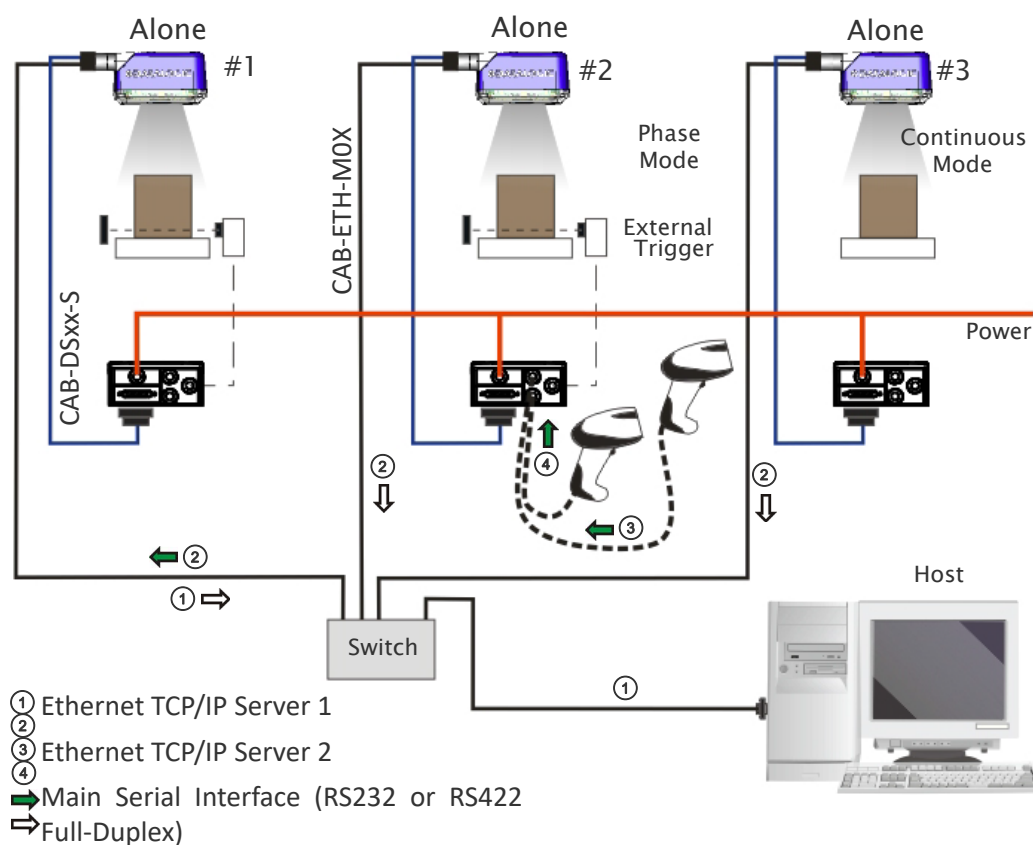 Alone
#1
Alone
#2
Alone
#3
Phase
Mode
Continuous
Mode
External
Trigger
CAB-DSxx-S
CAB-ETH-M0X
Power
④
②
②
③
②
①
Switch
Host
①
① Ethernet TCP/IP Server 1
②
③ Ethernet TCP/IP Server 2
④
Main Serial Interface (RS232 or RS422
Full-Duplex)